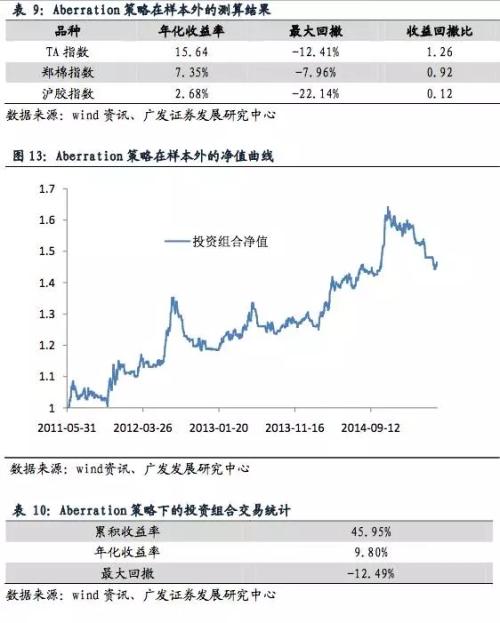 表 9：Aberration 策略在样本外的测算结果
品种 年化收益率 最大回撤 收益回撤比
TA 指数 15.64 -12.41% 1.26
郑棉指数 7.35% -7.96% 0.92
沪胶指数 2.68% -22.14% 0.12
数据来源：wind 资讯、广发证券发展研究中心
图 13：Aberration 策略在样本外的净值曲线
1.7
1.6
投资组合净值
1.5
1.4
1.3
1.2
1.1
1
2011-05-31 2012-03-26 2013-01-20 2013-11-16 2014-09-12
数据来源：wind资讯、广发发展研究中心
表 10：Aberration 策略下的投资组合交易统计
累积收益率 45.95%
年化收益率 9.80%
最大回撤 -12.49%
数据来源：wind 资讯、广发证券发展研究中心